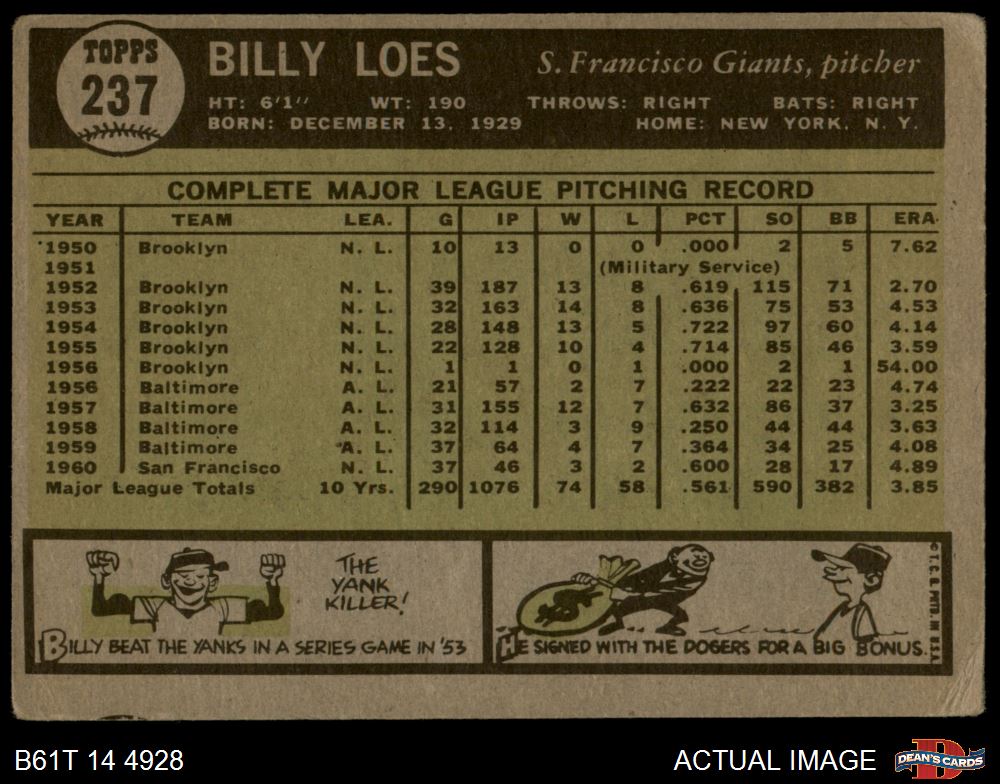 TOPPS
237
BILLY LOES
S. Francisco Giants, pitcher
HT: 6'1" WT: 190 THROWS: RIGHT BATS: RIGHT
BORN: DECEMBER 13, 1929 HOME: NEW YORK, N. Y.
COMPLETE MAJOR LEAGUE PITCHING RECORD
YEAR TEAM LEA. G IP W L PCT SO BB ERA
1950 Brooklyn N. L. 10 13 0 0 .000 2 5 7.62
1951 (Military Service)
1952 Brooklyn N. L. 39 187 13 8 .619 115 71 2.70
1953 Brooklyn N. L. 32 163 14 8 .636 75 53 4.53
1954 Brooklyn N. L. 28 148 13 5 .722 97 60 4.14
1955 Brooklyn N. L. 22 128 10 4 .714 85 46 3.59
1956 Brooklyn N. L. 1 1 0 1 .000 2 1 54.00
1956 Baltimore A. L. 21 57 2 7 .222 22 23 4.74
1957 Baltimore A. L. 31 155 12 7 .632 86 37 3.25
1958 Baltimore A. L. 32 114 3 9 .250 44 44 3.63
1959 Baltimore A. L. 37 64 4 7 .364 34 25 4.08
1960 San Francisco N. L. 37 46 3 2 .600 28 17 4.89
Major League Totals 10 Yrs. 290 1076 74 58 .561 590 382 3.85
THE
YANK
KILLER!
BILLY BEAT THE YANKS IN A SERIES GAME IN '53
HE SIGNED WITH THE DOGERS FOR A BIG BONUS.
© T. C. G. PRTD. IN U.S.A.
B61T 14 4928
ACTUAL IMAGE
DEAN'S CARDS